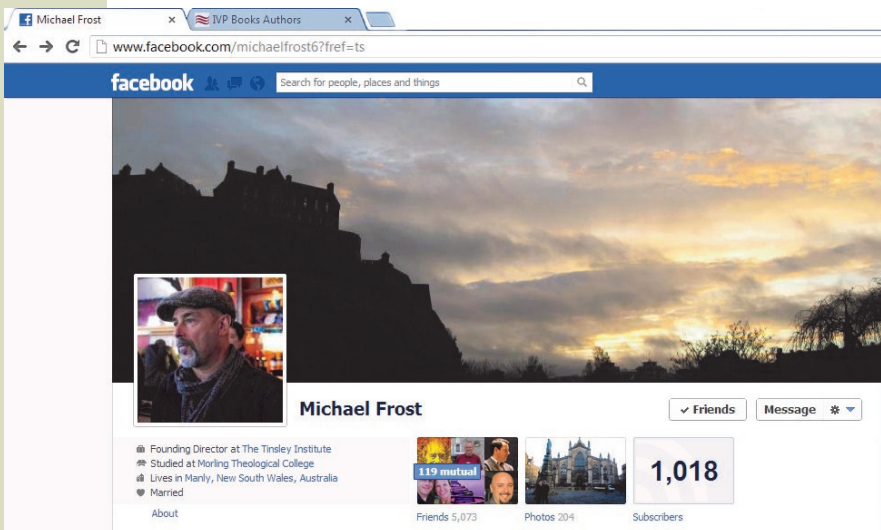 Michael Frost
IVP Books Authors
www.facebook.com/michaelfrost6?fref=ts
facebook
Search for people, places and things
Michael Frost
Friends
Message
Founding Director at The Tinsley Institute
Studied at Morling Theological College
Lives in Manly, New South Wales, Australia
Married
About
119 mutual
1,018
Friends 5,073
Photos 204
Subscribers